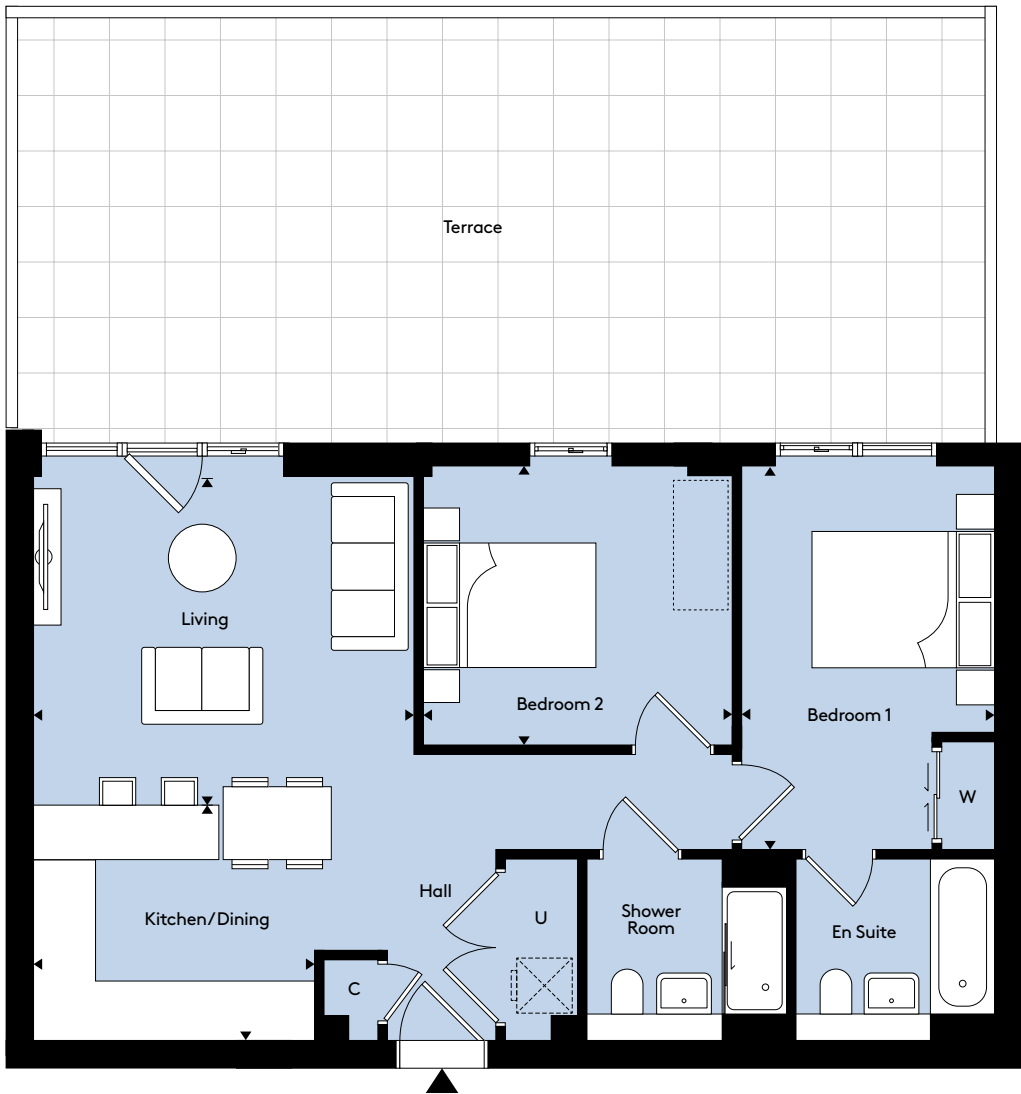 Terrace
Living
Bedroom 2
Bedroom 1
W
Hall
Kitchen/Dining
U
Shower
Room
En Suite
C